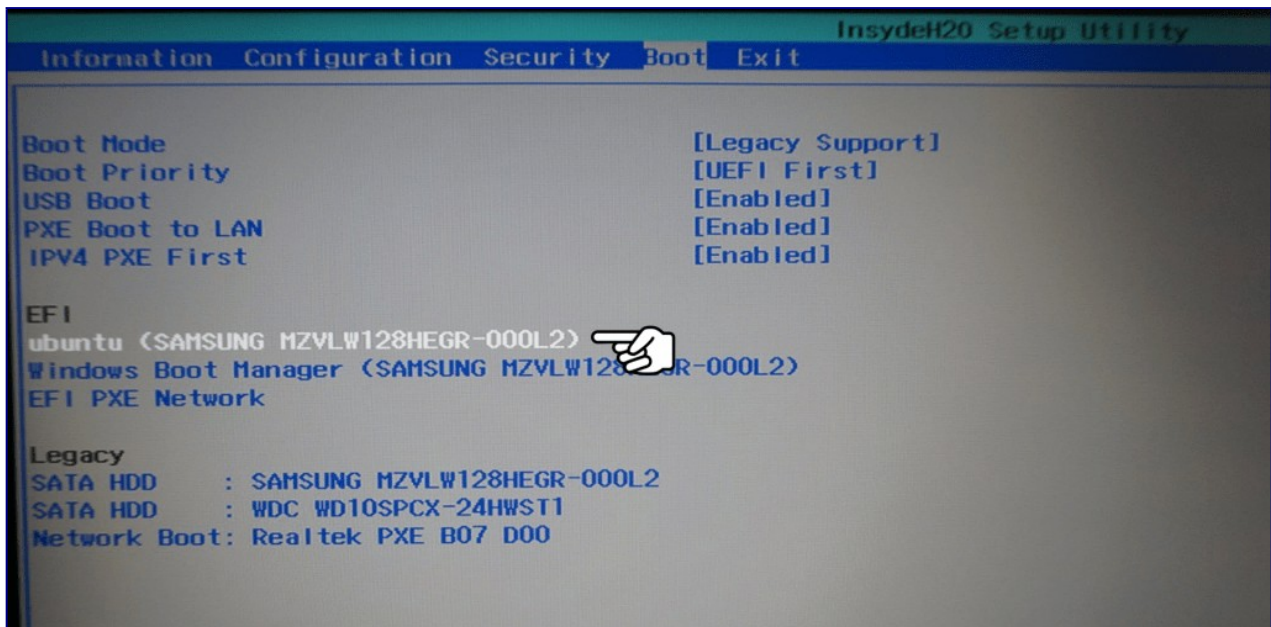 InsydeH20 Setup Utility
Information Configuration Security Boot Exit
Boot Mode [Legacy Support]
Boot Priority [UEFI First]
USB Boot [Enabled]
PXE Boot to LAN [Enabled]
IPV4 PXE First [Enabled]
EFI
ubuntu (SAMSUNG MZVLW128HEGR-000L2)
Windows Boot Manager (SAMSUNG -000L2)
EFI PXE Network
Legacy
SATA HDD : SAMSUNG MZVLW128HEGR-000L2
SATA HDD : WDC WD10SPCX-24HWST1
Network Boot: Realtek PXE B07 D00